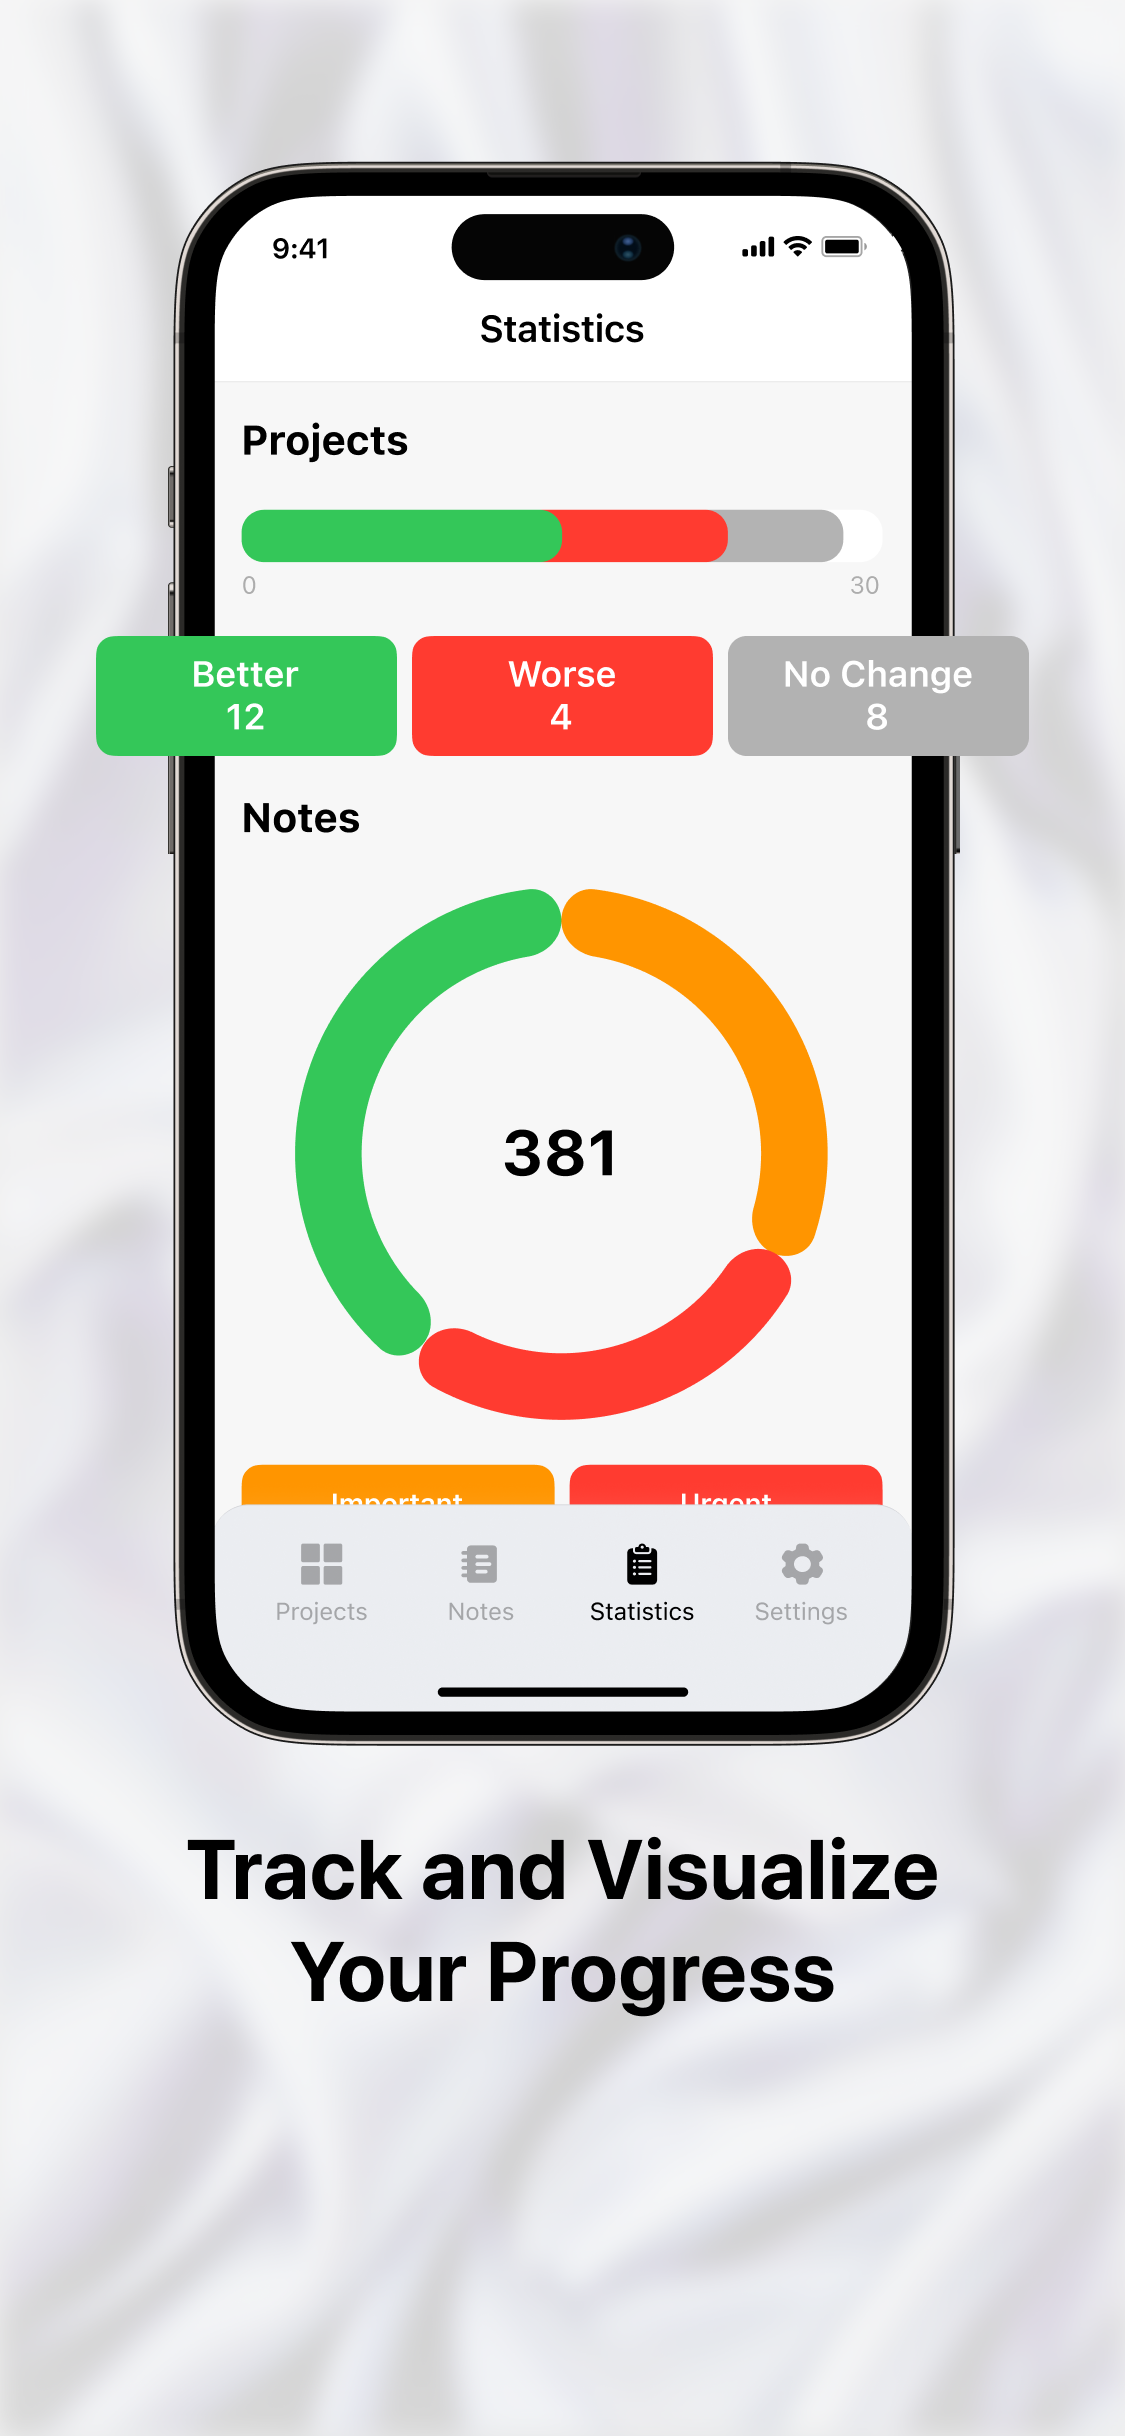 9:41
Statistics
Projects
0 30
Better Worse No Change
12 4 8
Notes
381
Important Urgent
Projects Notes Statistics Settings
Track and Visualize
Your Progress